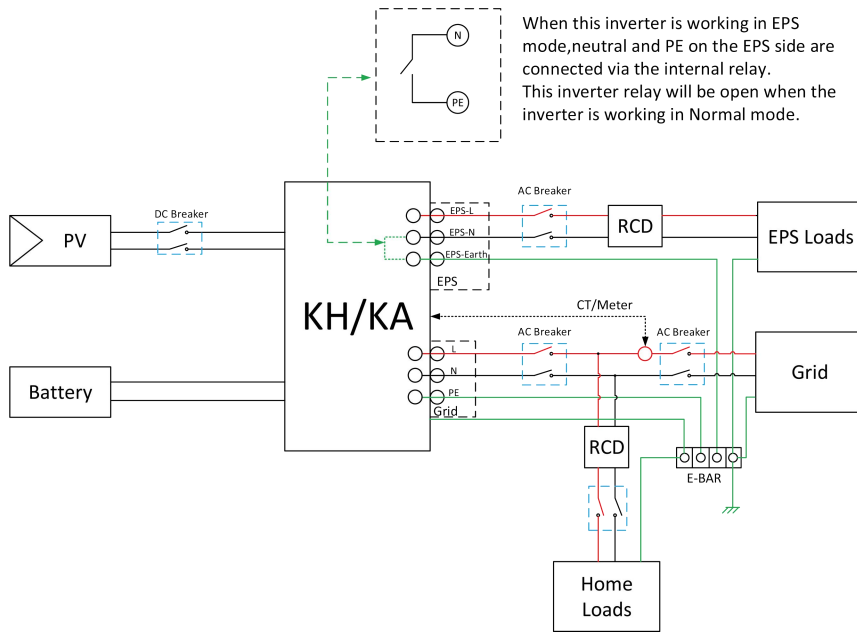 When this inverter is working in EPS
mode,neutral and PE on the EPS side are
connected via the internal relay.
This inverter relay will be open when the
inverter is working in Normal mode.
N
PE
DC Breaker
PV
Battery
KH/KA
EPS-L
EPS-N
EPS-Earth
EPS
AC Breaker
RCD
EPS Loads
CT/Meter
AC Breaker
AC Breaker
L
N
PE
Grid
Grid
RCD
E-BAR
Home
Loads